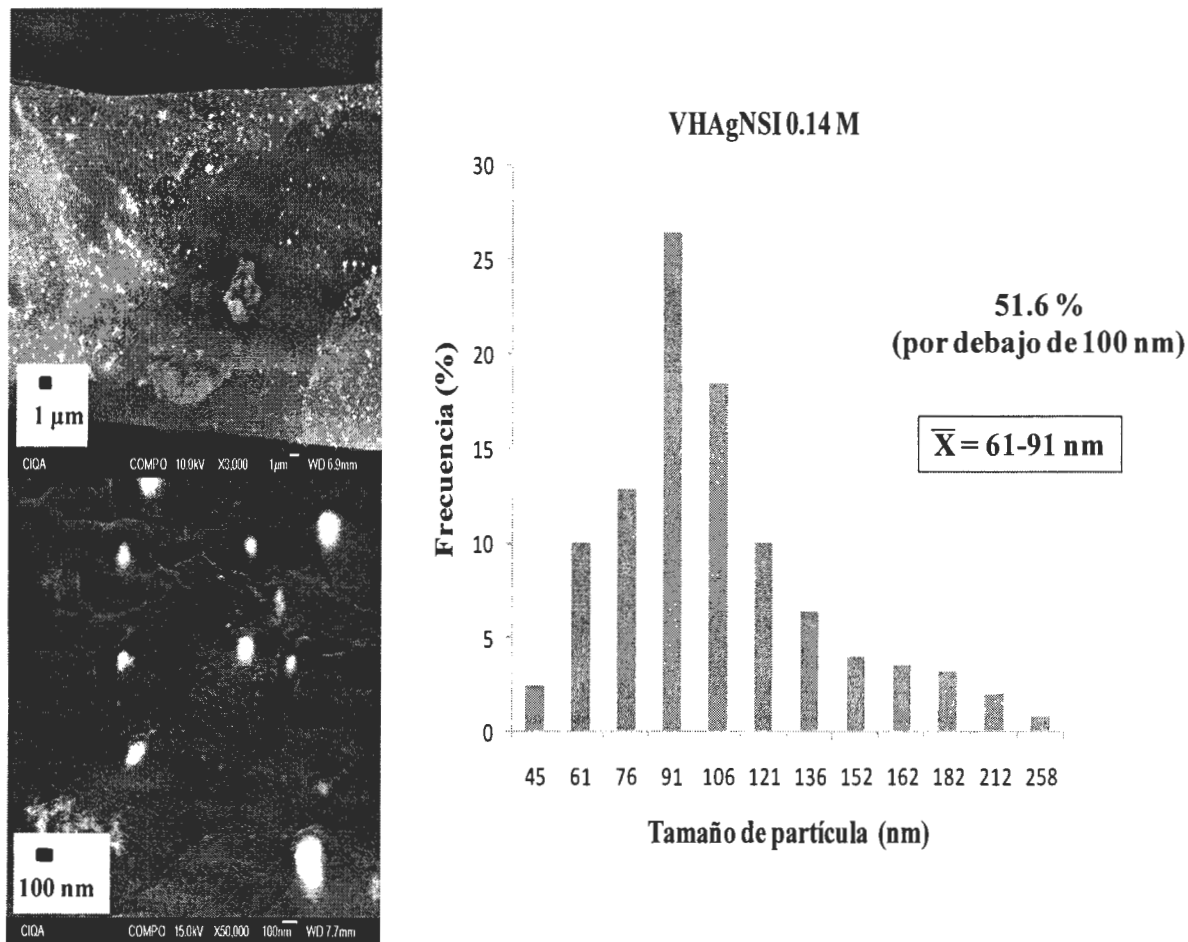 1 µm
CIQA COMPO 10.0kV X3,000 1µm WD 6.9mm
100 nm
CIQA COMPO 15.0kV X50,000 100nm WD 7.7mm
VHAgNSI 0.14 M
Frecuencia (%)
30
25
20
15
10
5
0
45 61 76 91 106 121 136 152 162 182 212 258
Tamaño de partícula (nm)
51.6 %
(por debajo de 100 nm)
X̅ = 61-91 nm